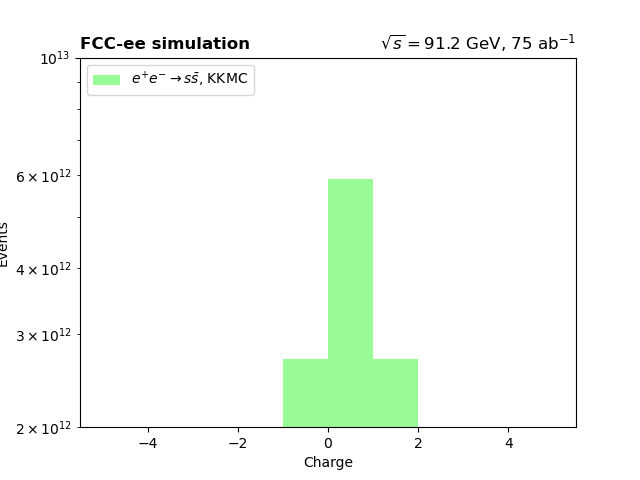 FCC-ee simulation
√s = 91.2 GeV, 75 ab⁻¹
10¹³
e⁺e⁻ → ss̄, KKMC
6 × 10¹²
Events
4 × 10¹²
3 × 10¹²
2 × 10¹²
−4 −2 0 2 4
Charge